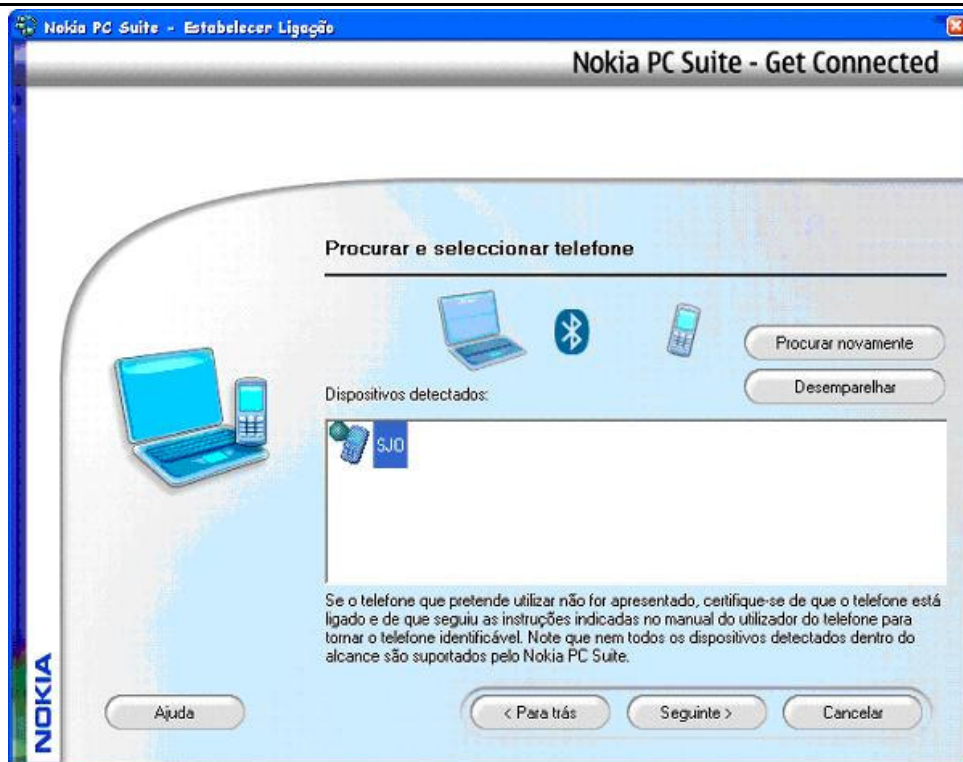 Nokia PC Suite - Estabelecer Ligação
Nokia PC Suite - Get Connected
Procurar e seleccionar telefone
Procurar novamente
Desemparelhar
Dispositivos detectados:
SJO
Se o telefone que pretende utilizar não for apresentado, certifique-se de que o telefone está
ligado e de que seguiu as instruções indicadas no manual do utilizador do telefone para
tornar o telefone identificável. Note que nem todos os dispositivos detectados dentro do
alcance são suportados pelo Nokia PC Suite.
NOKIA
Ajuda
< Para trás
Seguinte >
Cancelar